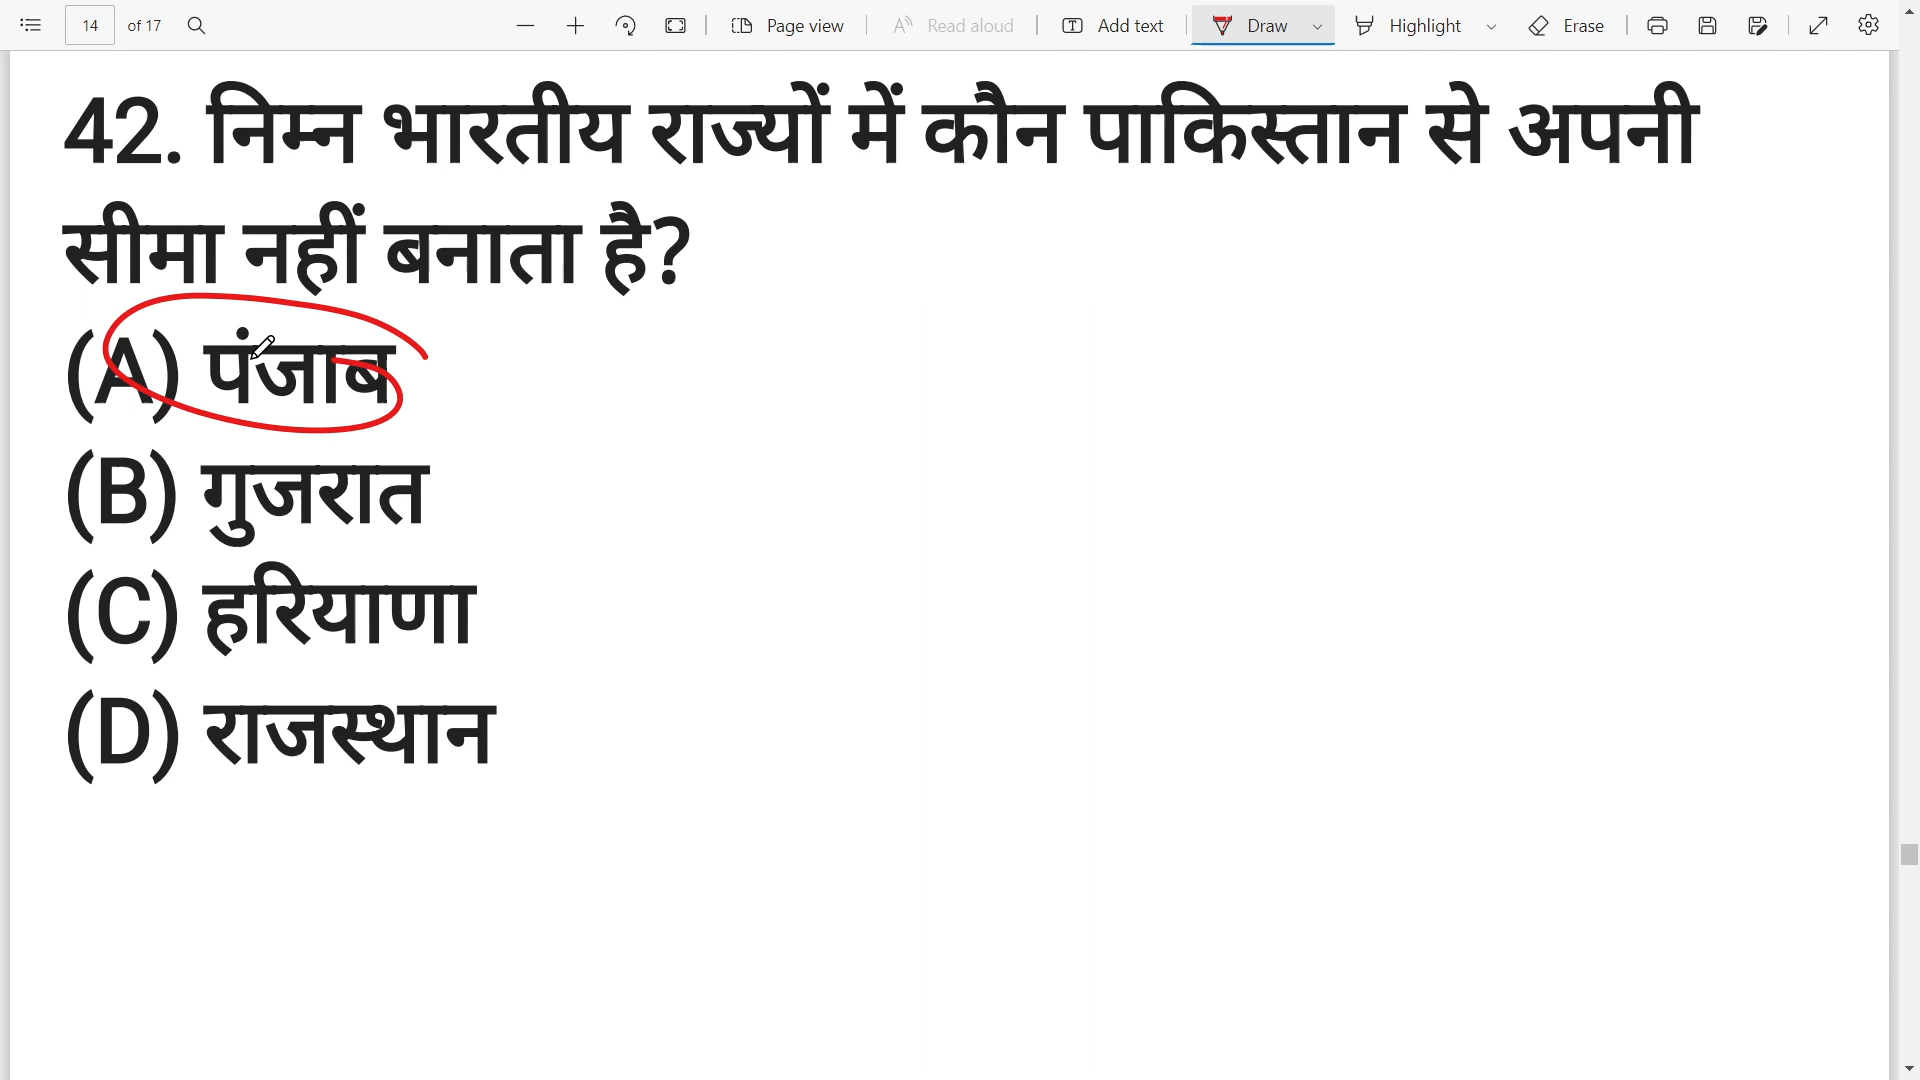 14 of 17 Page view Read aloud Add text Draw Highlight Erase
42. निम्न भारतीय राज्यों में कौन पाकिस्तान से अपनी
सीमा नहीं बनाता है?
(A) पंजाब
(B) गुजरात
(C) हरियाणा
(D) राजस्थान